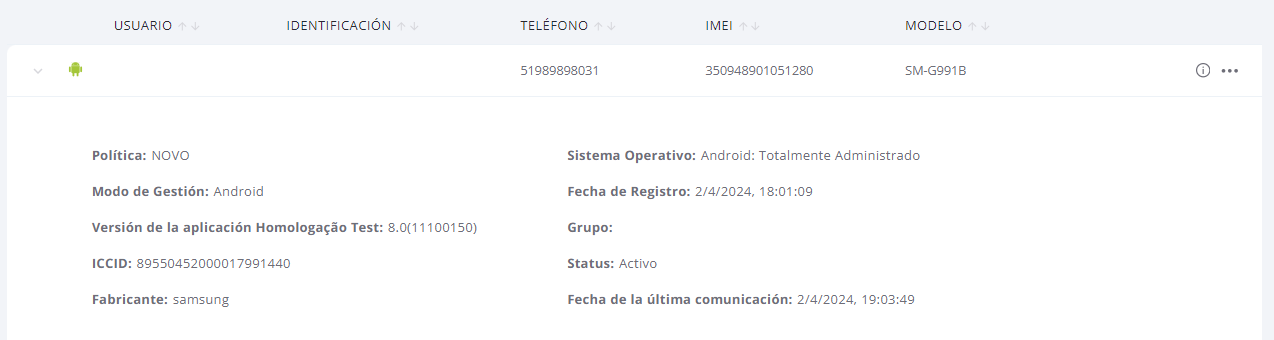 USUARIO IDENTIFICACIÓN TELÉFONO IMEI MODELO
51989898031 350948901051280 SM-G991B
Política: NOVO Sistema Operativo: Android: Totalmente Administrado
Modo de Gestión: Android Fecha de Registro: 2/4/2024, 18:01:09
Versión de la aplicación Homologação Test: 8.0(11100150) Grupo:
ICCID: 89550452000017991440 Status: Activo
Fabricante: samsung Fecha de la última comunicación: 2/4/2024, 19:03:49